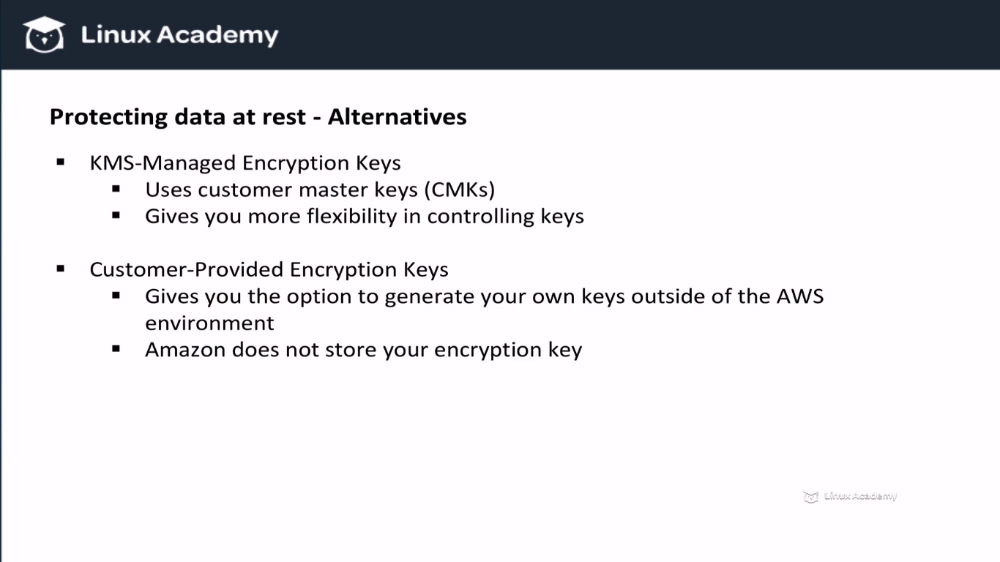 Linux Academy
Protecting data at rest - Alternatives
▪ KMS-Managed Encryption Keys
▪ Uses customer master keys (CMKs)
▪ Gives you more flexibility in controlling keys
▪ Customer-Provided Encryption Keys
▪ Gives you the option to generate your own keys outside of the AWS
environment
▪ Amazon does not store your encryption key
Linux Academy